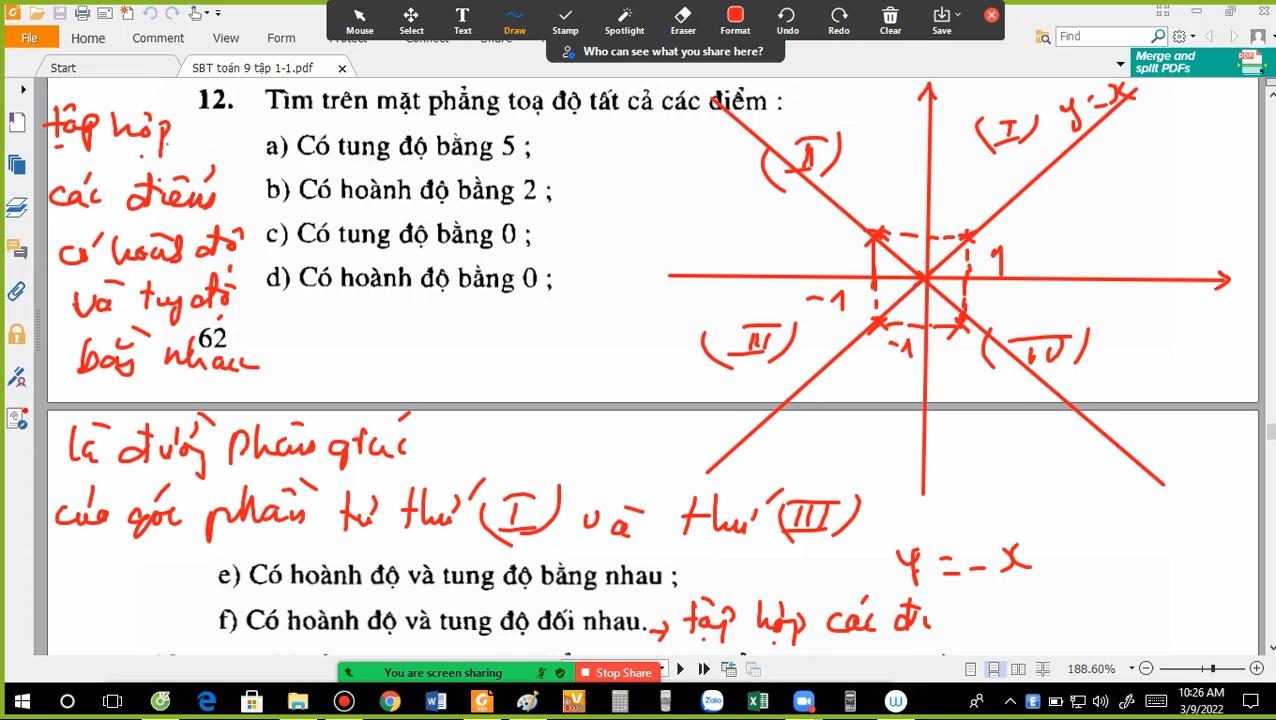 Mouse Select Text Draw Stamp Spotlight Eraser Format Undo Redo Clear Save
Who can see what you share here?
File Home Comment View Form
Find
Start SBT toán 9 tập 1-1.pdf
Merge and
split PDFs
12. Tìm trên mặt phẳng toạ độ tất cả các điểm :
a) Có tung độ bằng 5 ;
b) Có hoành độ bằng 2 ;
c) Có tung độ bằng 0 ;
d) Có hoành độ bằng 0 ;
62
tập hợp
các điểm
có hoành độ
và tung độ
bằng nhau
(II) (I) y=x
1
-1
(III) -1 (IV)
là đường phân giác
của góc phần tư thứ (I) và thứ (III)
y = -x
e) Có hoành độ và tung độ bằng nhau ;
f) Có hoành độ và tung độ đối nhau. → tập hợp các đi
You are screen sharing Stop Share
188.60%
10:26 AM
3/9/2022